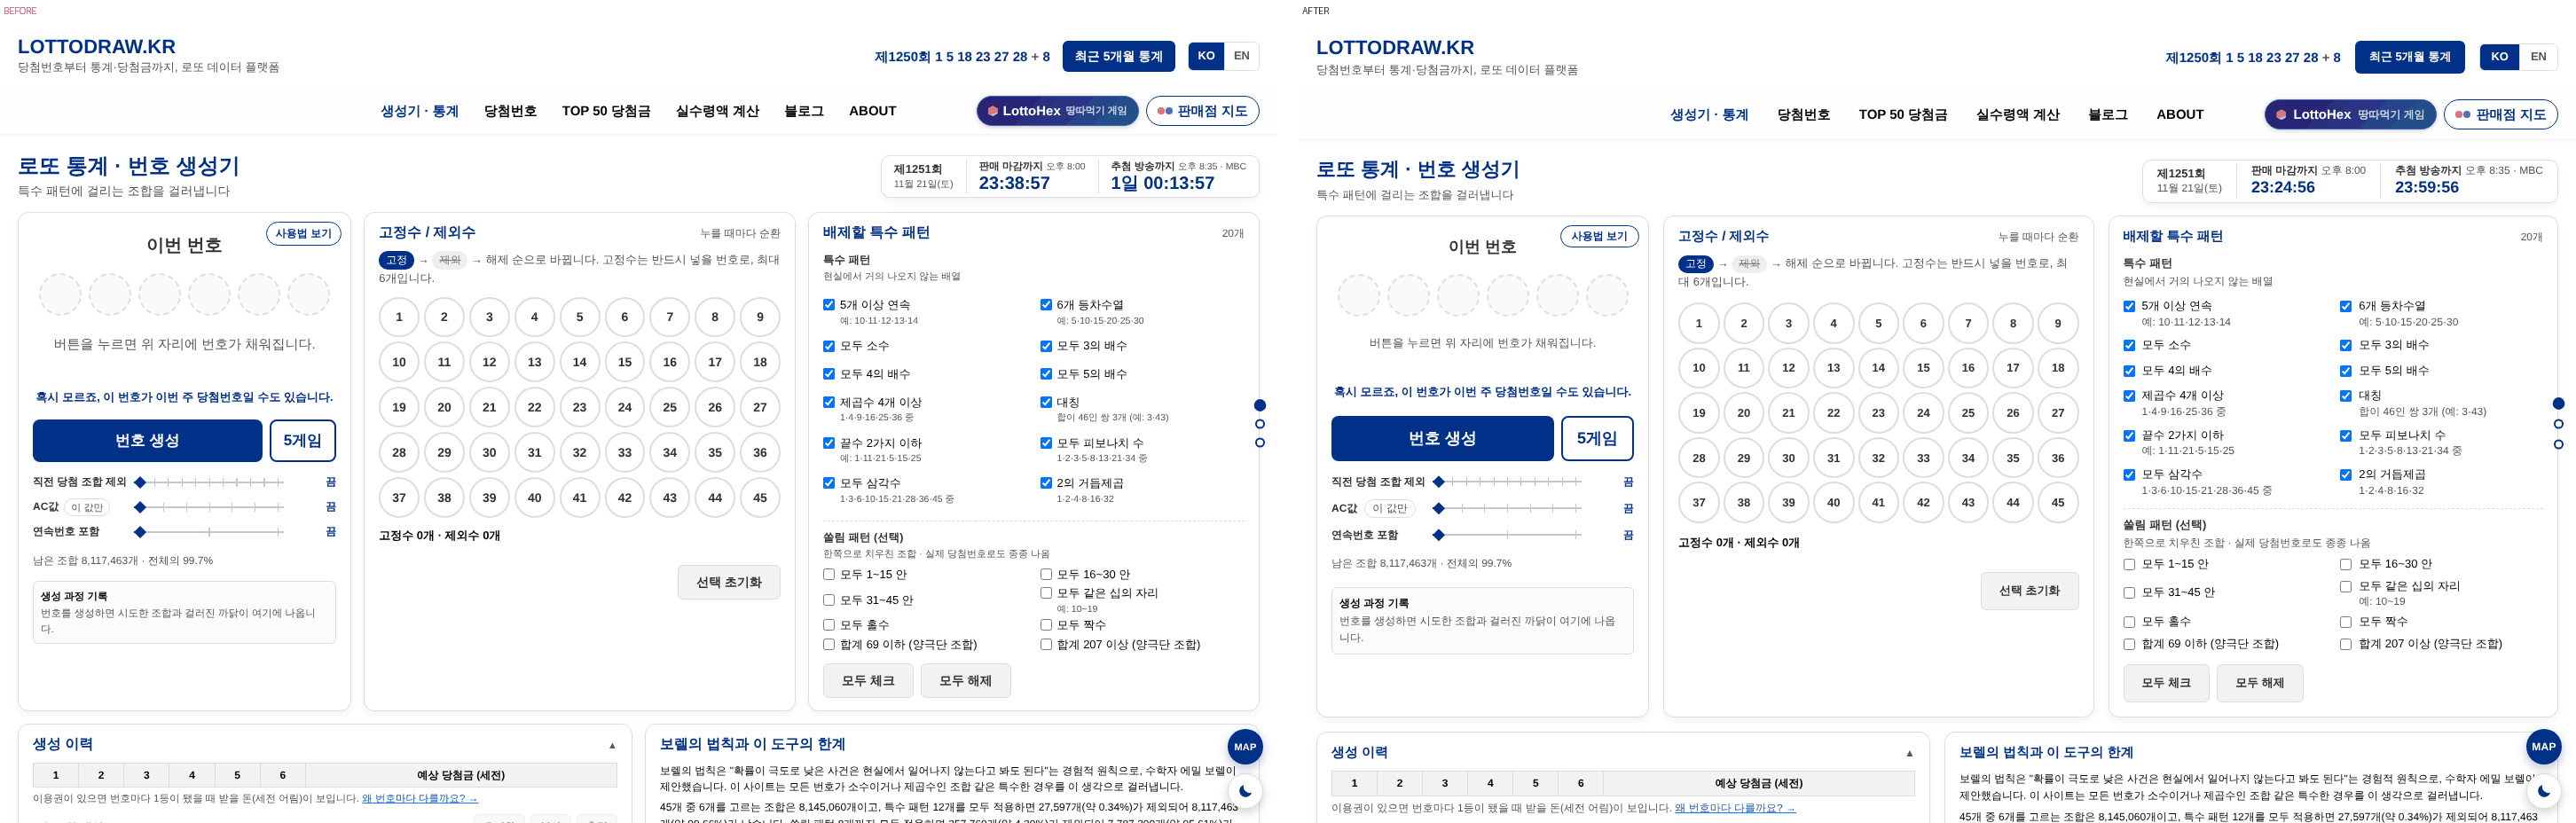 BEFORE
LOTTODRAW.KR
당첨번호부터 통계·당첨금까지, 로또 데이터 플랫폼
제1250회 1 5 18 23 27 28 + 8
최근 5개월 통계
KO EN
생성기 · 통계 당첨번호 TOP 50 당첨금 실수령액 계산 블로그 ABOUT
LottoHex 땅따먹기 게임
판매점 지도
로또 통계 · 번호 생성기
특수 패턴에 걸리는 조합을 걸러냅니다
제1251회
11월 21일(토)
판매 마감까지 오후 8:00
23:38:57
추첨 방송까지 오후 8:35 · MBC
1일 00:13:57
사용법 보기
이번 번호
버튼을 누르면 위 자리에 번호가 채워집니다.
혹시 모르죠, 이 번호가 이번 주 당첨번호일 수도 있습니다.
번호 생성 5게임
직전 당첨 조합 제외 끔
AC값 이 값만 끔
연속번호 포함 끔
남은 조합 8,117,463개 · 전체의 99.7%
생성 과정 기록
번호를 생성하면 시도한 조합과 걸러진 까닭이 여기에 나옵니
다.
고정수 / 제외수 누를 때마다 순환
고정 → 제외 → 해제 순으로 바뀝니다. 고정수는 반드시 넣을 번호로, 최대
6개입니다.
1 2 3 4 5 6 7 8 9
10 11 12 13 14 15 16 17 18
19 20 21 22 23 24 25 26 27
28 29 30 31 32 33 34 35 36
37 38 39 40 41 42 43 44 45
고정수 0개 · 제외수 0개
선택 초기화
배제할 특수 패턴 20개
특수 패턴
현실에서 거의 나오지 않는 배열
5개 이상 연속 6개 등차수열
예: 10·11·12·13·14 예: 5·10·15·20·25·30
모두 소수 모두 3의 배수
모두 4의 배수 모두 5의 배수
제곱수 4개 이상 대칭
1·4·9·16·25·36 중 합이 46인 쌍 3개 (예: 3·43)
끝수 2가지 이하 모두 피보나치 수
예: 1·11·21·5·15·25 1·2·3·5·8·13·21·34 중
모두 삼각수 2의 거듭제곱
1·3·6·10·15·21·28·36·45 중 1·2·4·8·16·32
쏠림 패턴 (선택)
한쪽으로 치우친 조합 · 실제 당첨번호로도 종종 나옴
모두 1~15 안 모두 16~30 안
모두 31~45 안 모두 같은 십의 자리
예: 10~19
모두 홀수 모두 짝수
합계 69 이하 (양극단 조합) 합계 207 이상 (양극단 조합)
모두 체크 모두 해제
생성 이력 ▲
1 2 3 4 5 6 예상 당첨금 (세전)
이용권이 있으면 번호마다 1등이 됐을 때 받을 돈(세전 어림)이 보입니다. 왜 번호마다 다를까요? →
보렐의 법칙과 이 도구의 한계
보렐의 법칙은 "확률이 극도로 낮은 사건은 현실에서 일어나지 않는다고 봐도 된다"는 경험적 원칙으로, 수학자 에밀 보렐이
제안했습니다. 이 사이트는 모든 번호가 소수이거나 제곱수인 조합 같은 특수한 경우를 이 생각으로 걸러냅니다.
45개 중 6개를 고르는 조합은 8,145,060개이고, 특수 패턴 12개를 모두 적용하면 27,597개(약 0.34%)가 제외되어 8,117,463
MAP
AFTER
LOTTODRAW.KR
당첨번호부터 통계·당첨금까지, 로또 데이터 플랫폼
제1250회 1 5 18 23 27 28 + 8
최근 5개월 통계
KO EN
생성기 · 통계 당첨번호 TOP 50 당첨금 실수령액 계산 블로그 ABOUT
LottoHex 땅따먹기 게임
판매점 지도
로또 통계 · 번호 생성기
특수 패턴에 걸리는 조합을 걸러냅니다
제1251회
11월 21일(토)
판매 마감까지 오후 8:00
23:24:56
추첨 방송까지 오후 8:35 · MBC
23:59:56
사용법 보기
이번 번호
버튼을 누르면 위 자리에 번호가 채워집니다.
혹시 모르죠, 이 번호가 이번 주 당첨번호일 수도 있습니다.
번호 생성 5게임
직전 당첨 조합 제외 끔
AC값 이 값만 끔
연속번호 포함 끔
남은 조합 8,117,463개 · 전체의 99.7%
생성 과정 기록
번호를 생성하면 시도한 조합과 걸러진 까닭이 여기에 나옵
니다.
고정수 / 제외수 누를 때마다 순환
고정 → 제외 → 해제 순으로 바뀝니다. 고정수는 반드시 넣을 번호로, 최
대 6개입니다.
1 2 3 4 5 6 7 8 9
10 11 12 13 14 15 16 17 18
19 20 21 22 23 24 25 26 27
28 29 30 31 32 33 34 35 36
37 38 39 40 41 42 43 44 45
고정수 0개 · 제외수 0개
선택 초기화
배제할 특수 패턴 20개
특수 패턴
현실에서 거의 나오지 않는 배열
5개 이상 연속 6개 등차수열
예: 10·11·12·13·14 예: 5·10·15·20·25·30
모두 소수 모두 3의 배수
모두 4의 배수 모두 5의 배수
제곱수 4개 이상 대칭
1·4·9·16·25·36 중 합이 46인 쌍 3개 (예: 3·43)
끝수 2가지 이하 모두 피보나치 수
예: 1·11·21·5·15·25 1·2·3·5·8·13·21·34 중
모두 삼각수 2의 거듭제곱
1·3·6·10·15·21·28·36·45 중 1·2·4·8·16·32
쏠림 패턴 (선택)
한쪽으로 치우친 조합 · 실제 당첨번호로도 종종 나옴
모두 1~15 안 모두 16~30 안
모두 31~45 안 모두 같은 십의 자리
예: 10~19
모두 홀수 모두 짝수
합계 69 이하 (양극단 조합) 합계 207 이상 (양극단 조합)
모두 체크 모두 해제
생성 이력 ▲
1 2 3 4 5 6 예상 당첨금 (세전)
이용권이 있으면 번호마다 1등이 됐을 때 받을 돈(세전 어림)이 보입니다. 왜 번호마다 다를까요? →
보렐의 법칙과 이 도구의 한계
보렐의 법칙은 "확률이 극도로 낮은 사건은 현실에서 일어나지 않는다고 봐도 된다"는 경험적 원칙으로, 수학자 에밀 보렐이
제안했습니다. 이 사이트는 모든 번호가 소수이거나 제곱수인 조합 같은 특수한 경우를 이 생각으로 걸러냅니다.
45개 중 6개를 고르는 조합은 8,145,060개이고, 특수 패턴 12개를 모두 적용하면 27,597개(약 0.34%)가 제외되어 8,117,463
MAP